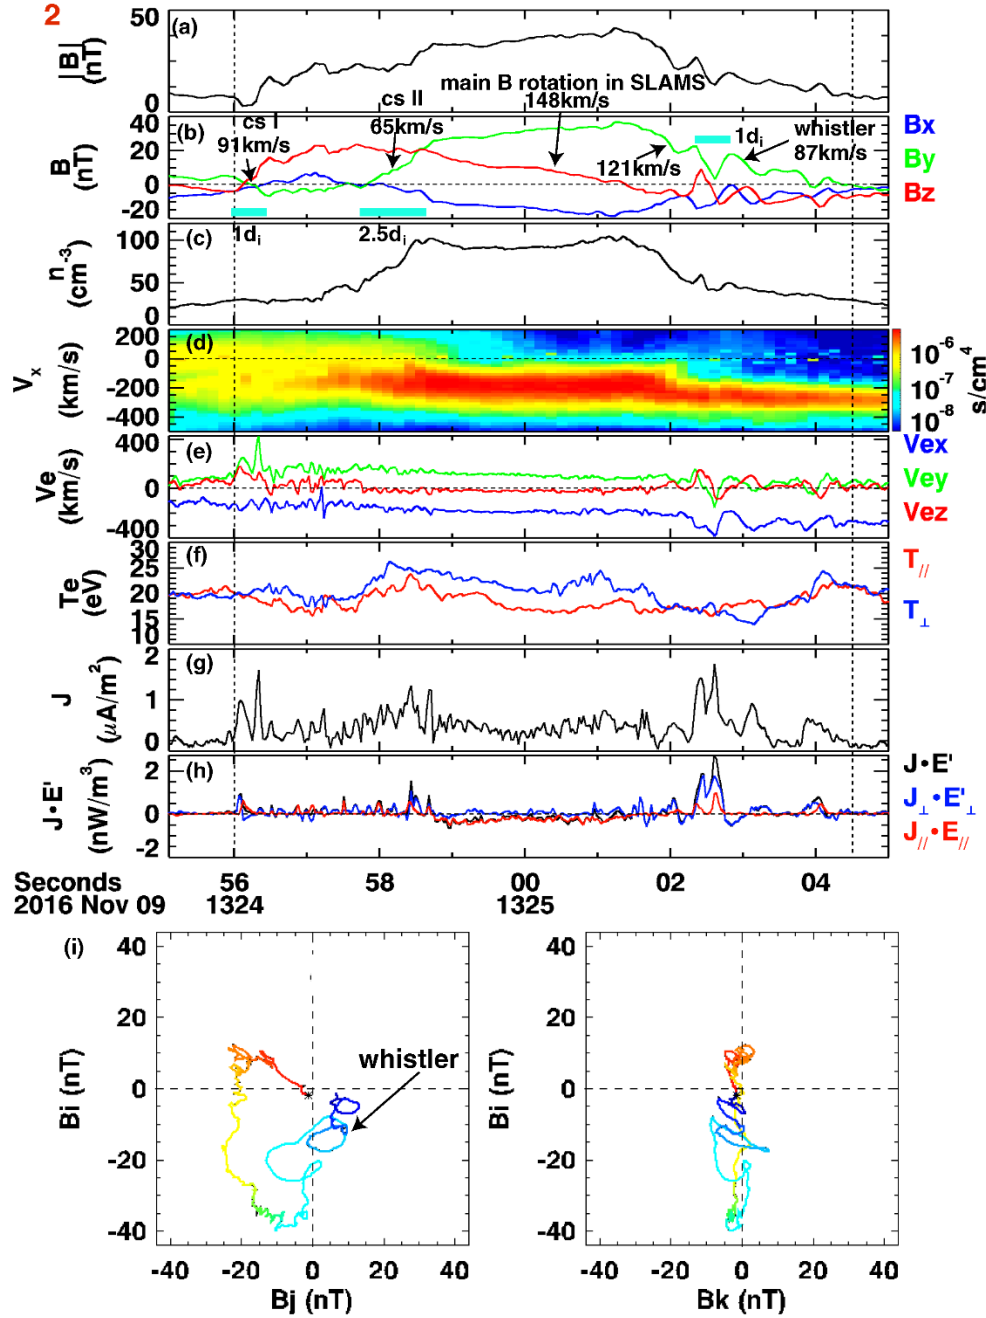 2
(a)
50
0
|B|
(nT)
(b)
cs I
91km/s
cs II
65km/s
main B rotation in SLAMS
148km/s
121km/s
1di
whistler
87km/s
40
20
0
-20
B
(nT)
Bx
By
Bz
1di
2.5di
(c)
100
50
0
n
(cm-3)
(d)
200
0
-200
-400
Vx
(km/s)
10-6
10-7
10-8
s/cm4
(e)
400
0
-400
Ve
(km/s)
Vex
Vey
Vez
(f)
30
25
20
15
10
Te
(eV)
T//
T⊥
(g)
2
1
0
J
(μA/m2)
(h)
2
0
-2
J•E'
(nW/m3)
J•E'
J⊥•E'⊥
J//•E//
Seconds 56 58 00 02 04
2016 Nov 09 1324 1325
(i)
40
20
0
-20
-40
Bi (nT)
whistler
-40 -20 0 20 40
Bj (nT)
40
20
0
-20
-40
Bi (nT)
-40 -20 0 20 40
Bk (nT)